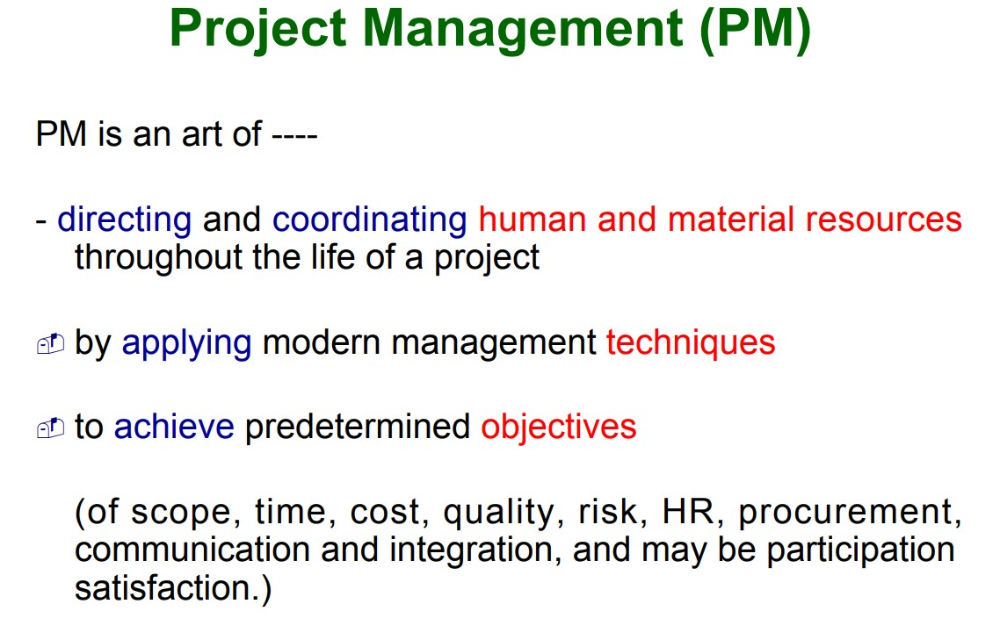 Project Management (PM)
PM is an art of ----
- directing and coordinating human and material resources
throughout the life of a project
by applying modern management techniques
to achieve predetermined objectives
(of scope, time, cost, quality, risk, HR, procurement,
communication and integration, and may be participation
satisfaction.)